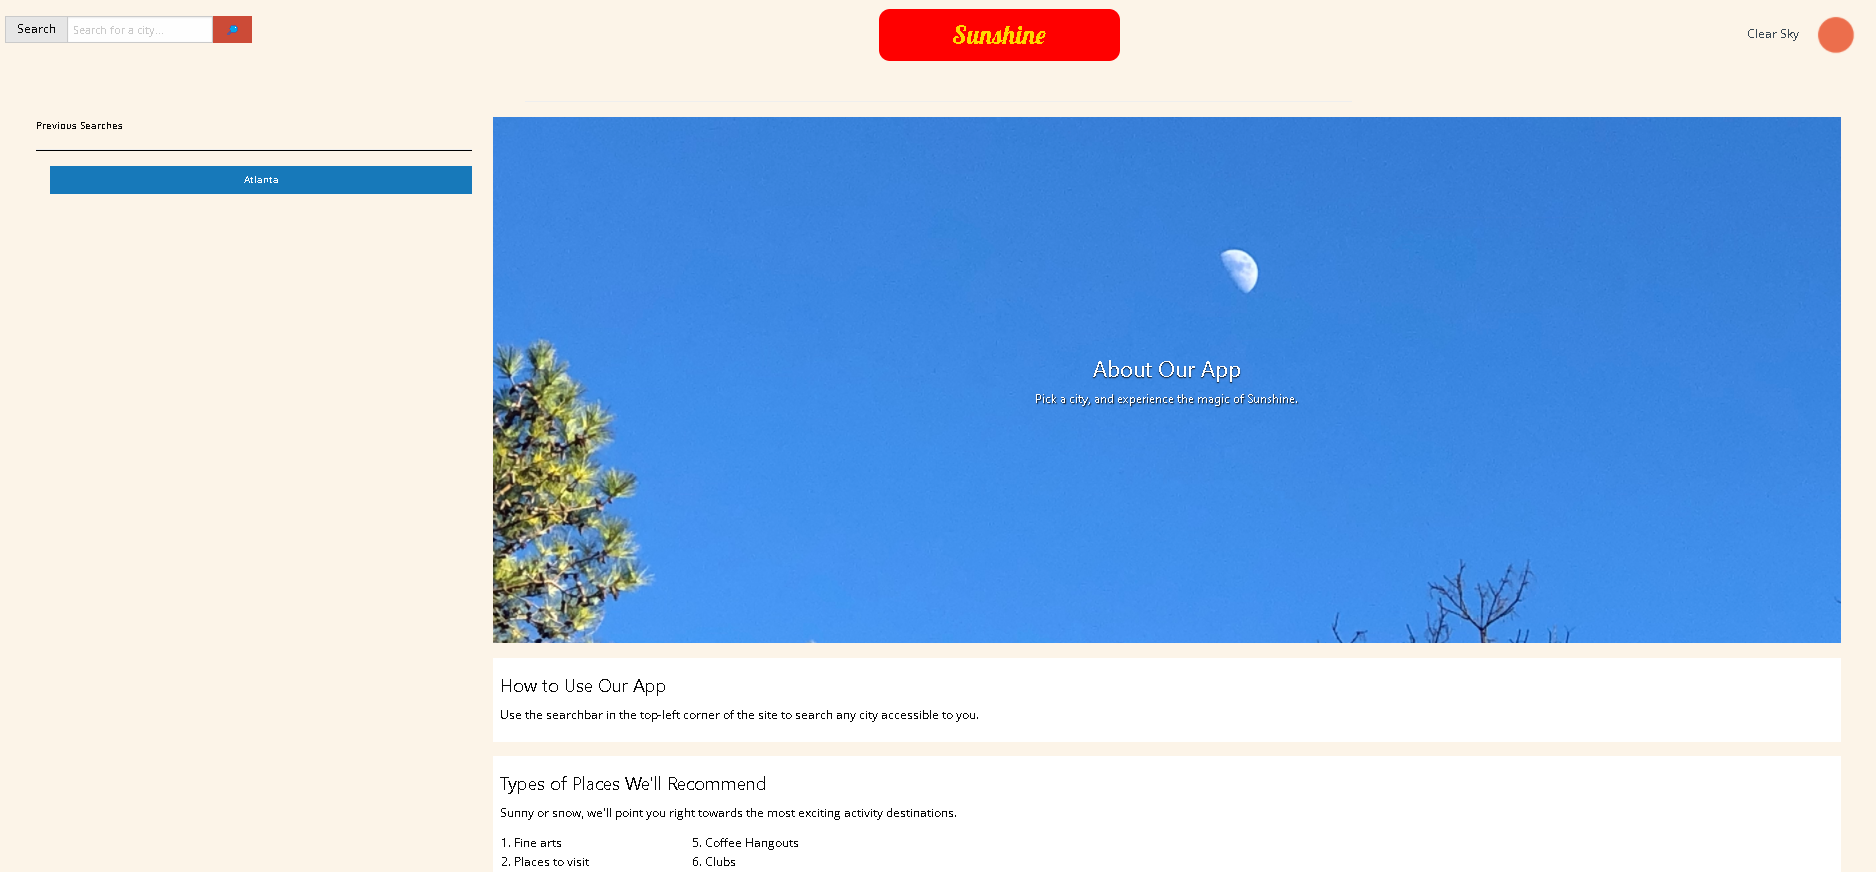 Search
Search for a city...
Sunshine
Clear Sky
Previous Searches
Atlanta
About Our App
Pick a city, and experience the magic of Sunshine.
How to Use Our App
Use the searchbar in the top-left corner of the site to search any city accessible to you.
Types of Places We'll Recommend
Sunny or snow, we'll point you right towards the most exciting activity destinations.
1. Fine arts
2. Places to visit
5. Coffee Hangouts
6. Clubs